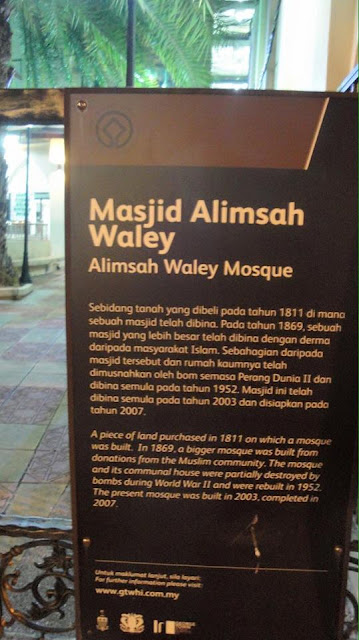 Masjid Alimsah
Waley
Alimsah Waley Mosque
Sebidang tanah yang dibeli pada tahun 1811 di mana
sebuah masjid telah dibina. Pada tahun 1869, sebuah
masjid yang lebih besar telah dibina dengan derma
daripada masyarakat Islam. Sebahagian daripada
masjid tersebut dan rumah kaumnya telah
dimusnahkan oleh bom semasa Perang Dunia II dan
dibina semula pada tahun 1952. Masjid ini telah
dibina semula pada tahun 2003 dan disiapkan pada
tahun 2007.
A piece of land purchased in 1811 on which a mosque
was built. In 1869, a bigger mosque was built from
donations from the Muslim community. The mosque
and its communal house were partially destroyed by
bombs during World War II and were rebuilt in 1952.
The present mosque was built in 2003, completed in
2007.
Untuk maklumat lanjut, sila layari:
For further information please visit:
www.gtwhi.com.my